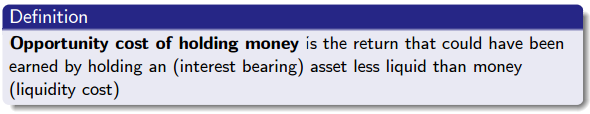 Definition
Opportunity cost of holding money is the return that could have been
earned by holding an (interest bearing) asset less liquid than money
(liquidity cost)